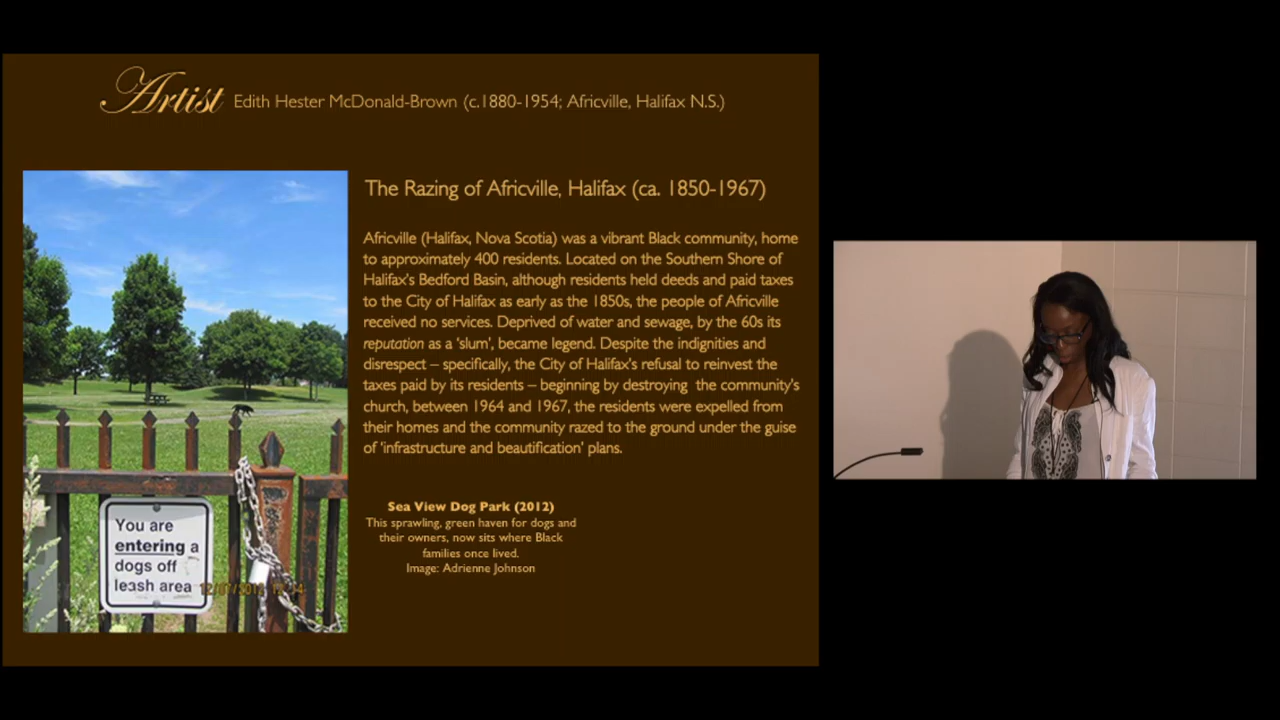 Artist Edith Hester McDonald-Brown (c.1880-1954; Africville, Halifax N.S.)
The Razing of Africville, Halifax (ca. 1850-1967)
Africville (Halifax, Nova Scotia) was a vibrant Black community, home
to approximately 400 residents. Located on the Southern Shore of
Halifax's Bedford Basin, although residents held deeds and paid taxes
to the City of Halifax as early as the 1850s, the people of Africville
received no services. Deprived of water and sewage, by the 60s its
reputation as a 'slum', became legend. Despite the indignities and
disrespect – specifically, the City of Halifax's refusal to reinvest the
taxes paid by its residents – beginning by destroying the community's
church, between 1964 and 1967, the residents were expelled from
their homes and the community razed to the ground under the guise
of 'infrastructure and beautification' plans.
Sea View Dog Park (2012)
This sprawling, green haven for dogs and
their owners, now sits where Black
families once lived.
Image: Adrienne Johnson
You are
entering a
dogs off
leash area